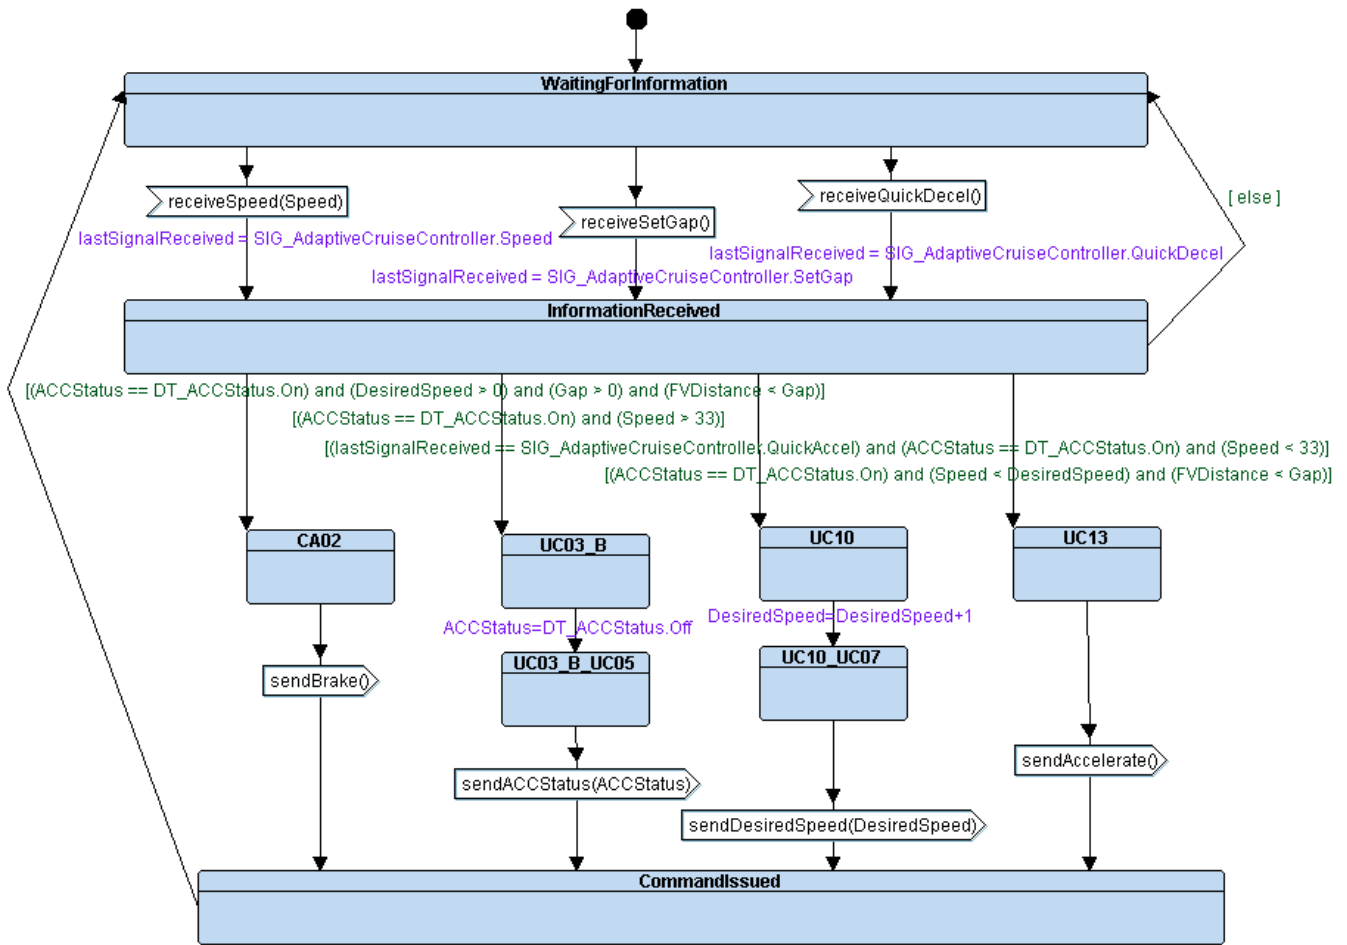 WaitingForInformation
receiveSpeed(Speed)
receiveSetGap()
receiveQuickDecel()
[ else ]
lastSignalReceived = SIG_AdaptiveCruiseController.Speed
lastSignalReceived = SIG_AdaptiveCruiseController.QuickDecel
lastSignalReceived = SIG_AdaptiveCruiseController.SetGap
InformationReceived
[(ACCStatus == DT_ACCStatus.On) and (DesiredSpeed > 0) and (Gap > 0) and (FVDistance < Gap)]
[(ACCStatus == DT_ACCStatus.On) and (Speed > 33)]
[(lastSignalReceived == SIG_AdaptiveCruiseController.QuickAccel) and (ACCStatus == DT_ACCStatus.On) and (Speed < 33)]
[(ACCStatus == DT_ACCStatus.On) and (Speed < DesiredSpeed) and (FVDistance < Gap)]
CA02
UC03_B
UC10
UC13
ACCStatus=DT_ACCStatus.Off
DesiredSpeed=DesiredSpeed+1
UC03_B_UC05
UC10_UC07
sendBrake()
sendACCStatus(ACCStatus)
sendDesiredSpeed(DesiredSpeed)
sendAccelerate()
CommandIssued